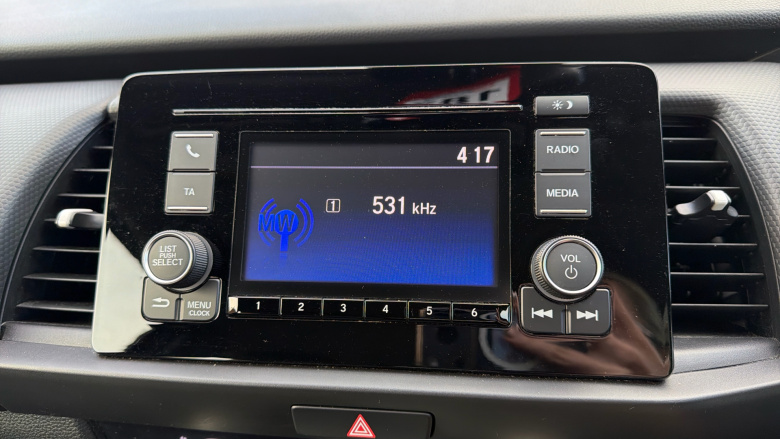 4 17
1 531 kHz
MW
TA
RADIO
MEDIA
LIST
PUSH
SELECT
MENU
CLOCK
1 2 3 4 5 6
VOL